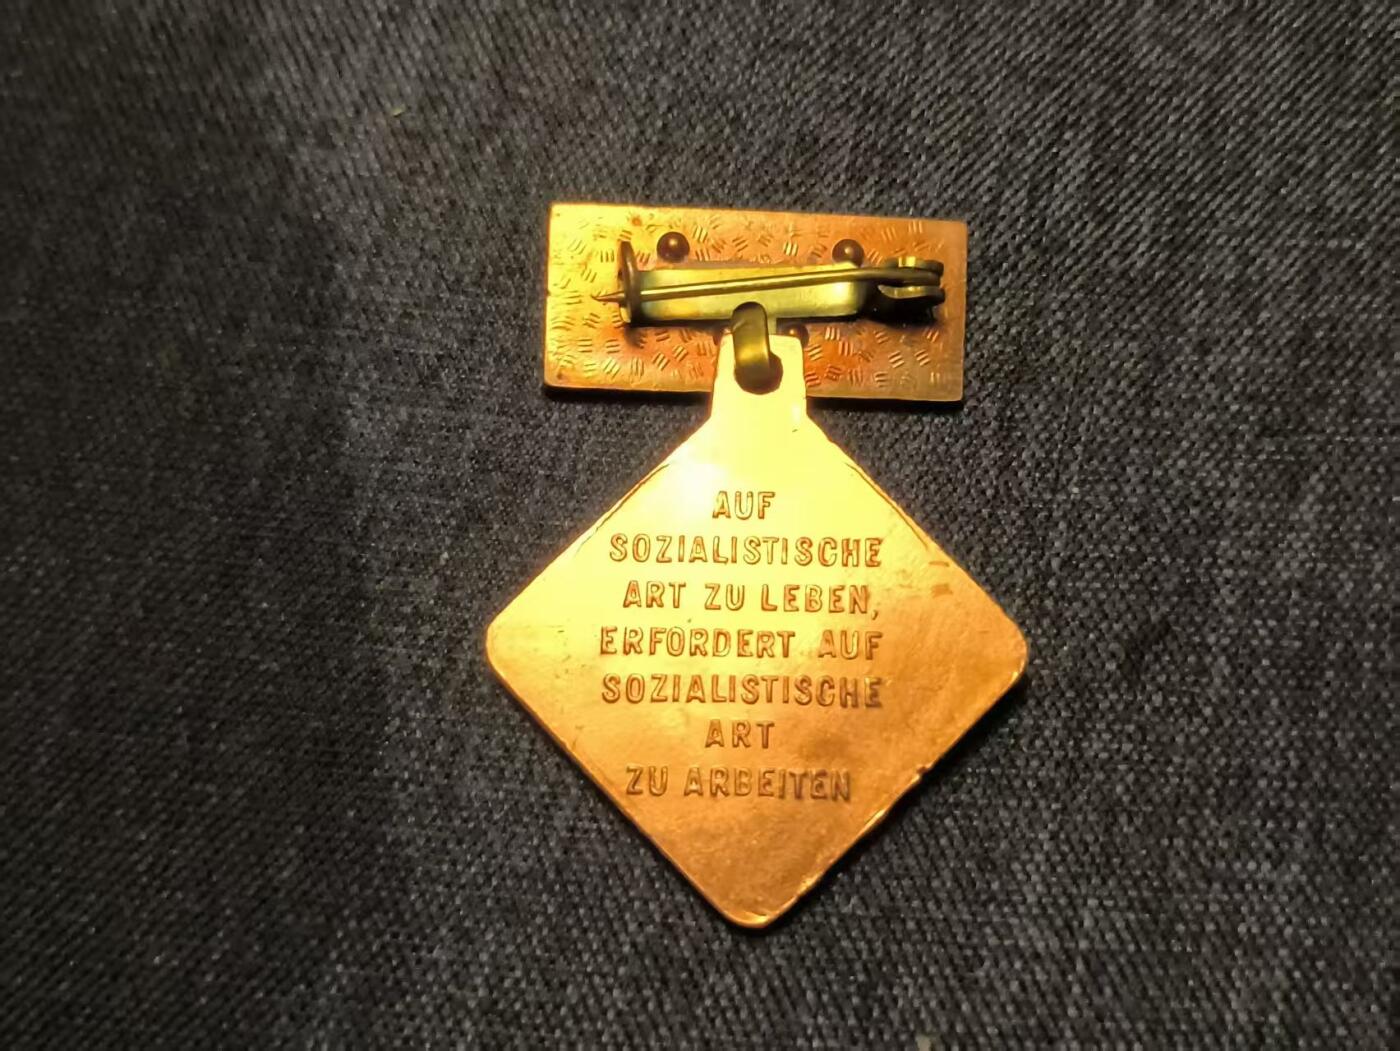 AUF
SOZIALISTISCHE
ART ZU LEBEN,
ERFORDERT AUF
SOZIALISTISCHE
ART
ZU ARBEITEN